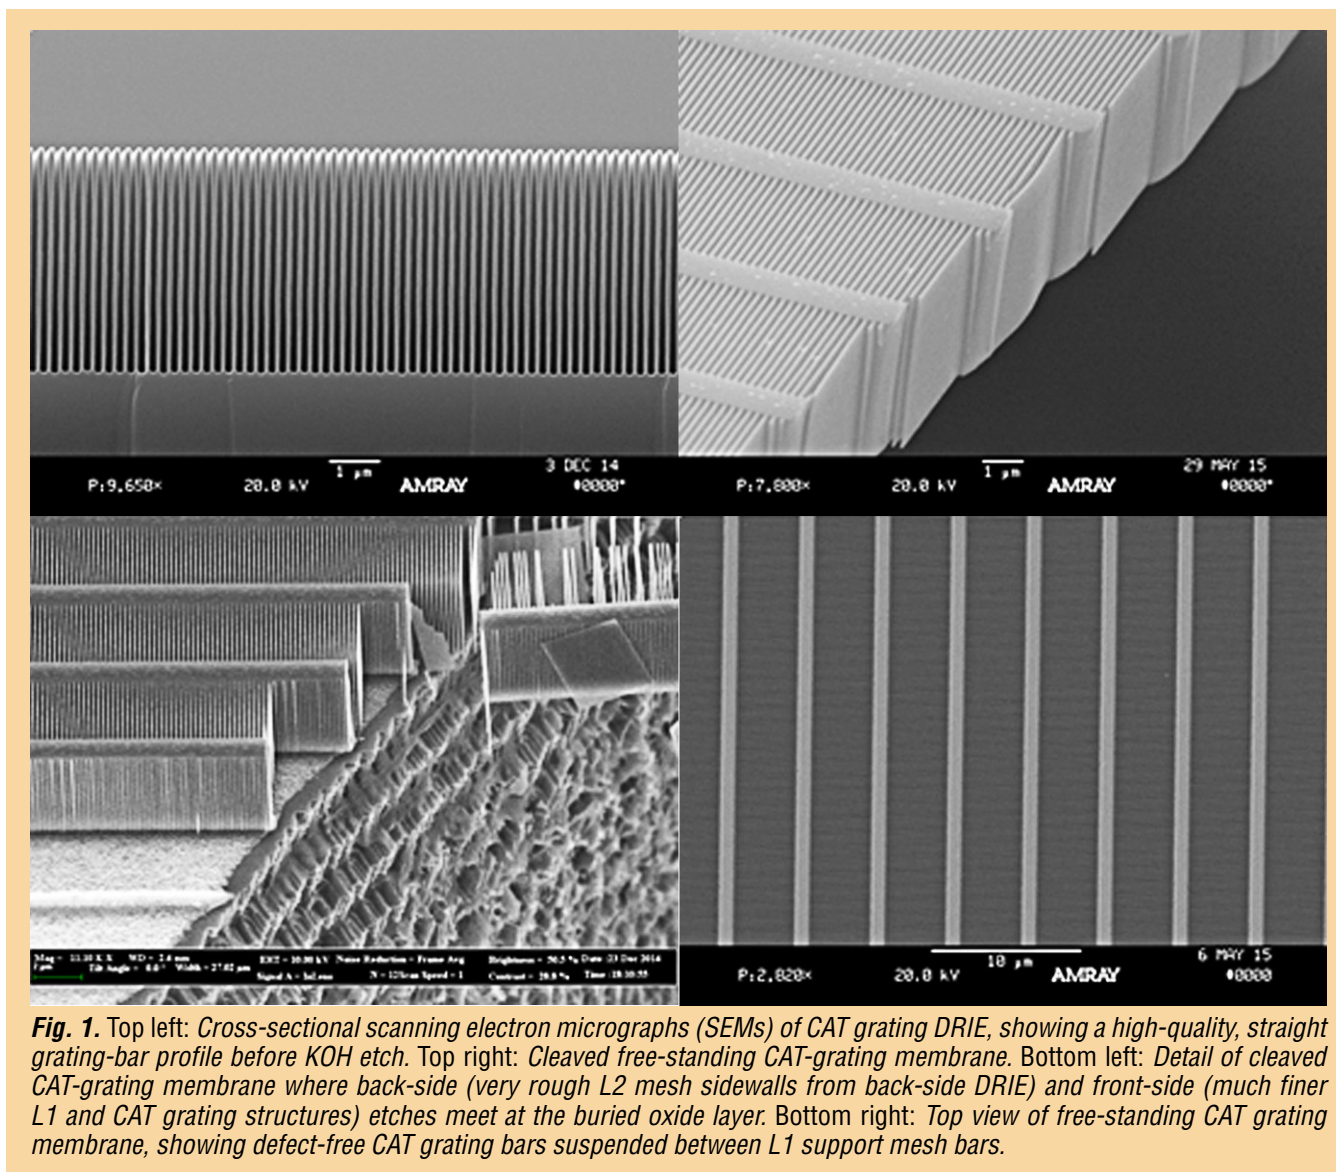 3 DEC 14
1 µm
P:9,650× 20.0 kV AMRAY #0000°
29 MAY 15
1 µm
P:7,800× 20.0 kV AMRAY #0000°
6 MAY 15
10 µm
P:2,820× 20.0 kV AMRAY #0000
Fig. 1. Top left: Cross-sectional scanning electron micrographs (SEMs) of CAT grating DRIE, showing a high-quality, straight
grating-bar profile before KOH etch. Top right: Cleaved free-standing CAT-grating membrane. Bottom left: Detail of cleaved
CAT-grating membrane where back-side (very rough L2 mesh sidewalls from back-side DRIE) and front-side (much finer
L1 and CAT grating structures) etches meet at the buried oxide layer. Bottom right: Top view of free-standing CAT grating
membrane, showing defect-free CAT grating bars suspended between L1 support mesh bars.